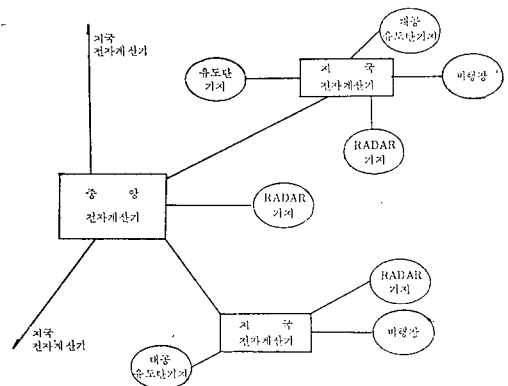 지국
전자계산기
대공
유도탄기지
유도탄
기지
지 국
전자계산기
비행장
RADAR
기지
중 앙
전자계산기
RADAR
기지
RADAR
기지
지 국
전자계산기
비행장
지국
전자계산기
대공
유도탄기지